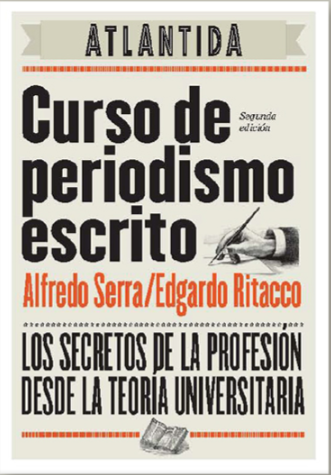 ATLANTIDA
Curso de
Segunda
edición
periodismo
escrito
Alfredo Serra/Edgardo Ritacco
LOS SECRETOS DE LA PROFESIÓN
DESDE LA TEORÍA UNIVERSITARIA